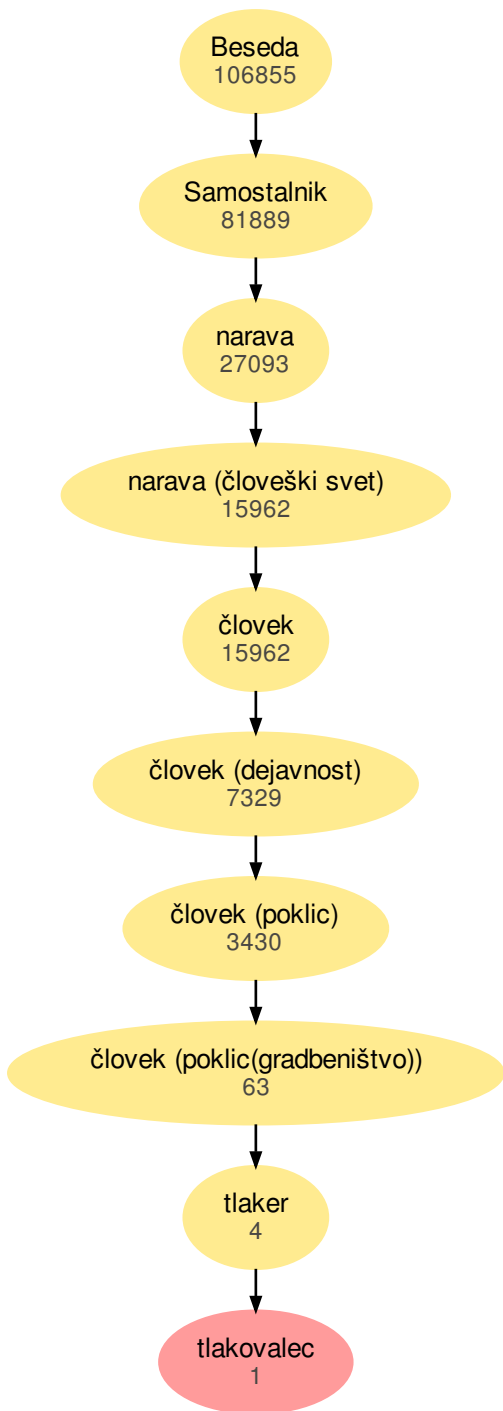 Beseda
106855
Samostalnik
81889
narava
27093
narava (človeški svet)
15962
človek
15962
človek (dejavnost)
7329
človek (poklic)
3430
človek (poklic(gradbeništvo))
63
tlaker
4
tlakovalec
1